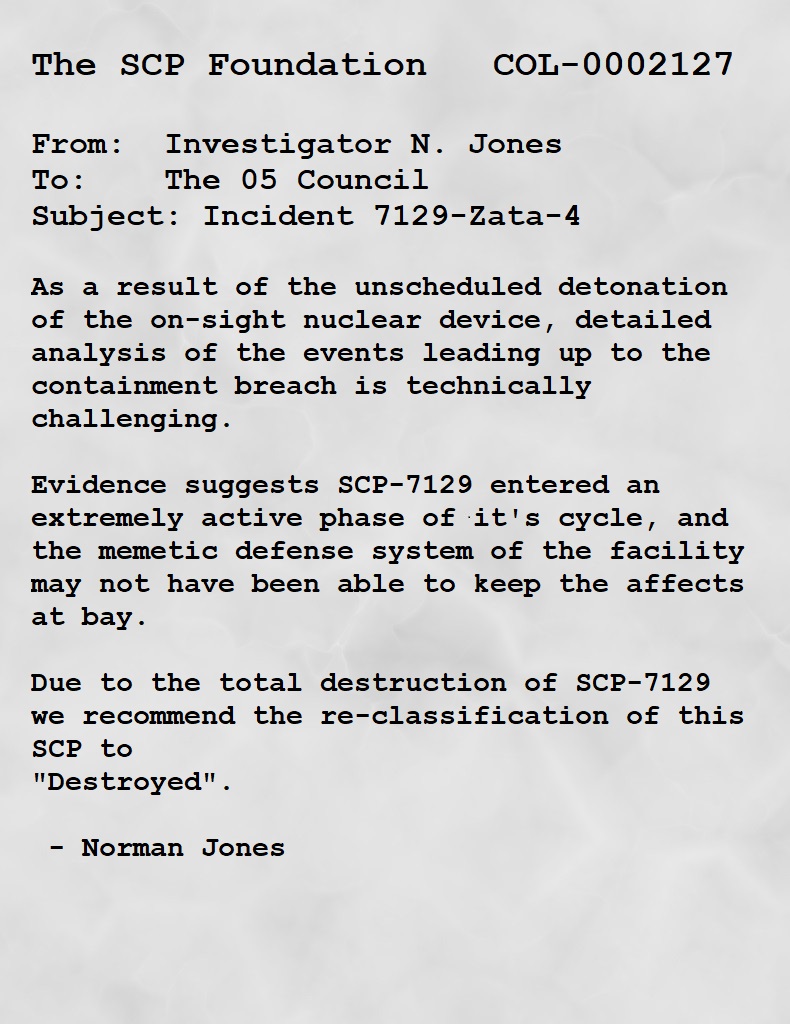 The SCP Foundation COL-0002127
From: Investigator N. Jones
To: The 05 Council
Subject: Incident 7129-Zata-4
As a result of the unscheduled detonation
of the on-sight nuclear device, detailed
analysis of the events leading up to the
containment breach is technically
challenging.
Evidence suggests SCP-7129 entered an
extremely active phase of it's cycle, and
the memetic defense system of the facility
may not have been able to keep the affects
at bay.
Due to the total destruction of SCP-7129
we recommend the re-classification of this
SCP to
"Destroyed".
- Norman Jones